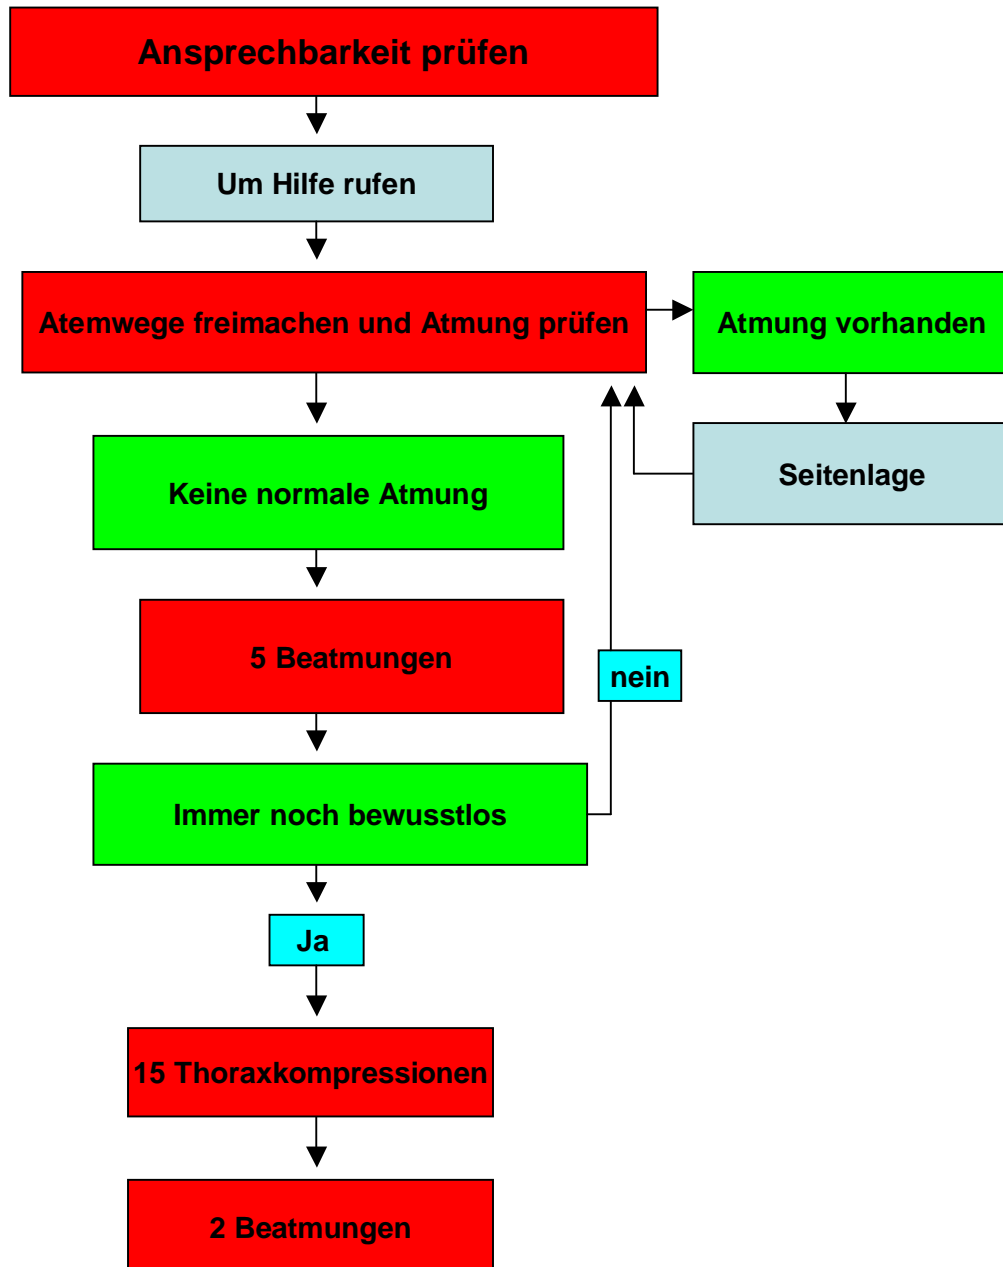 Ansprechbarkeit prüfen
Um Hilfe rufen
Atemwege freimachen und Atmung prüfen
Atmung vorhanden
Seitenlage
Keine normale Atmung
5 Beatmungen
nein
Immer noch bewusstlos
Ja
15 Thoraxkompressionen
2 Beatmungen